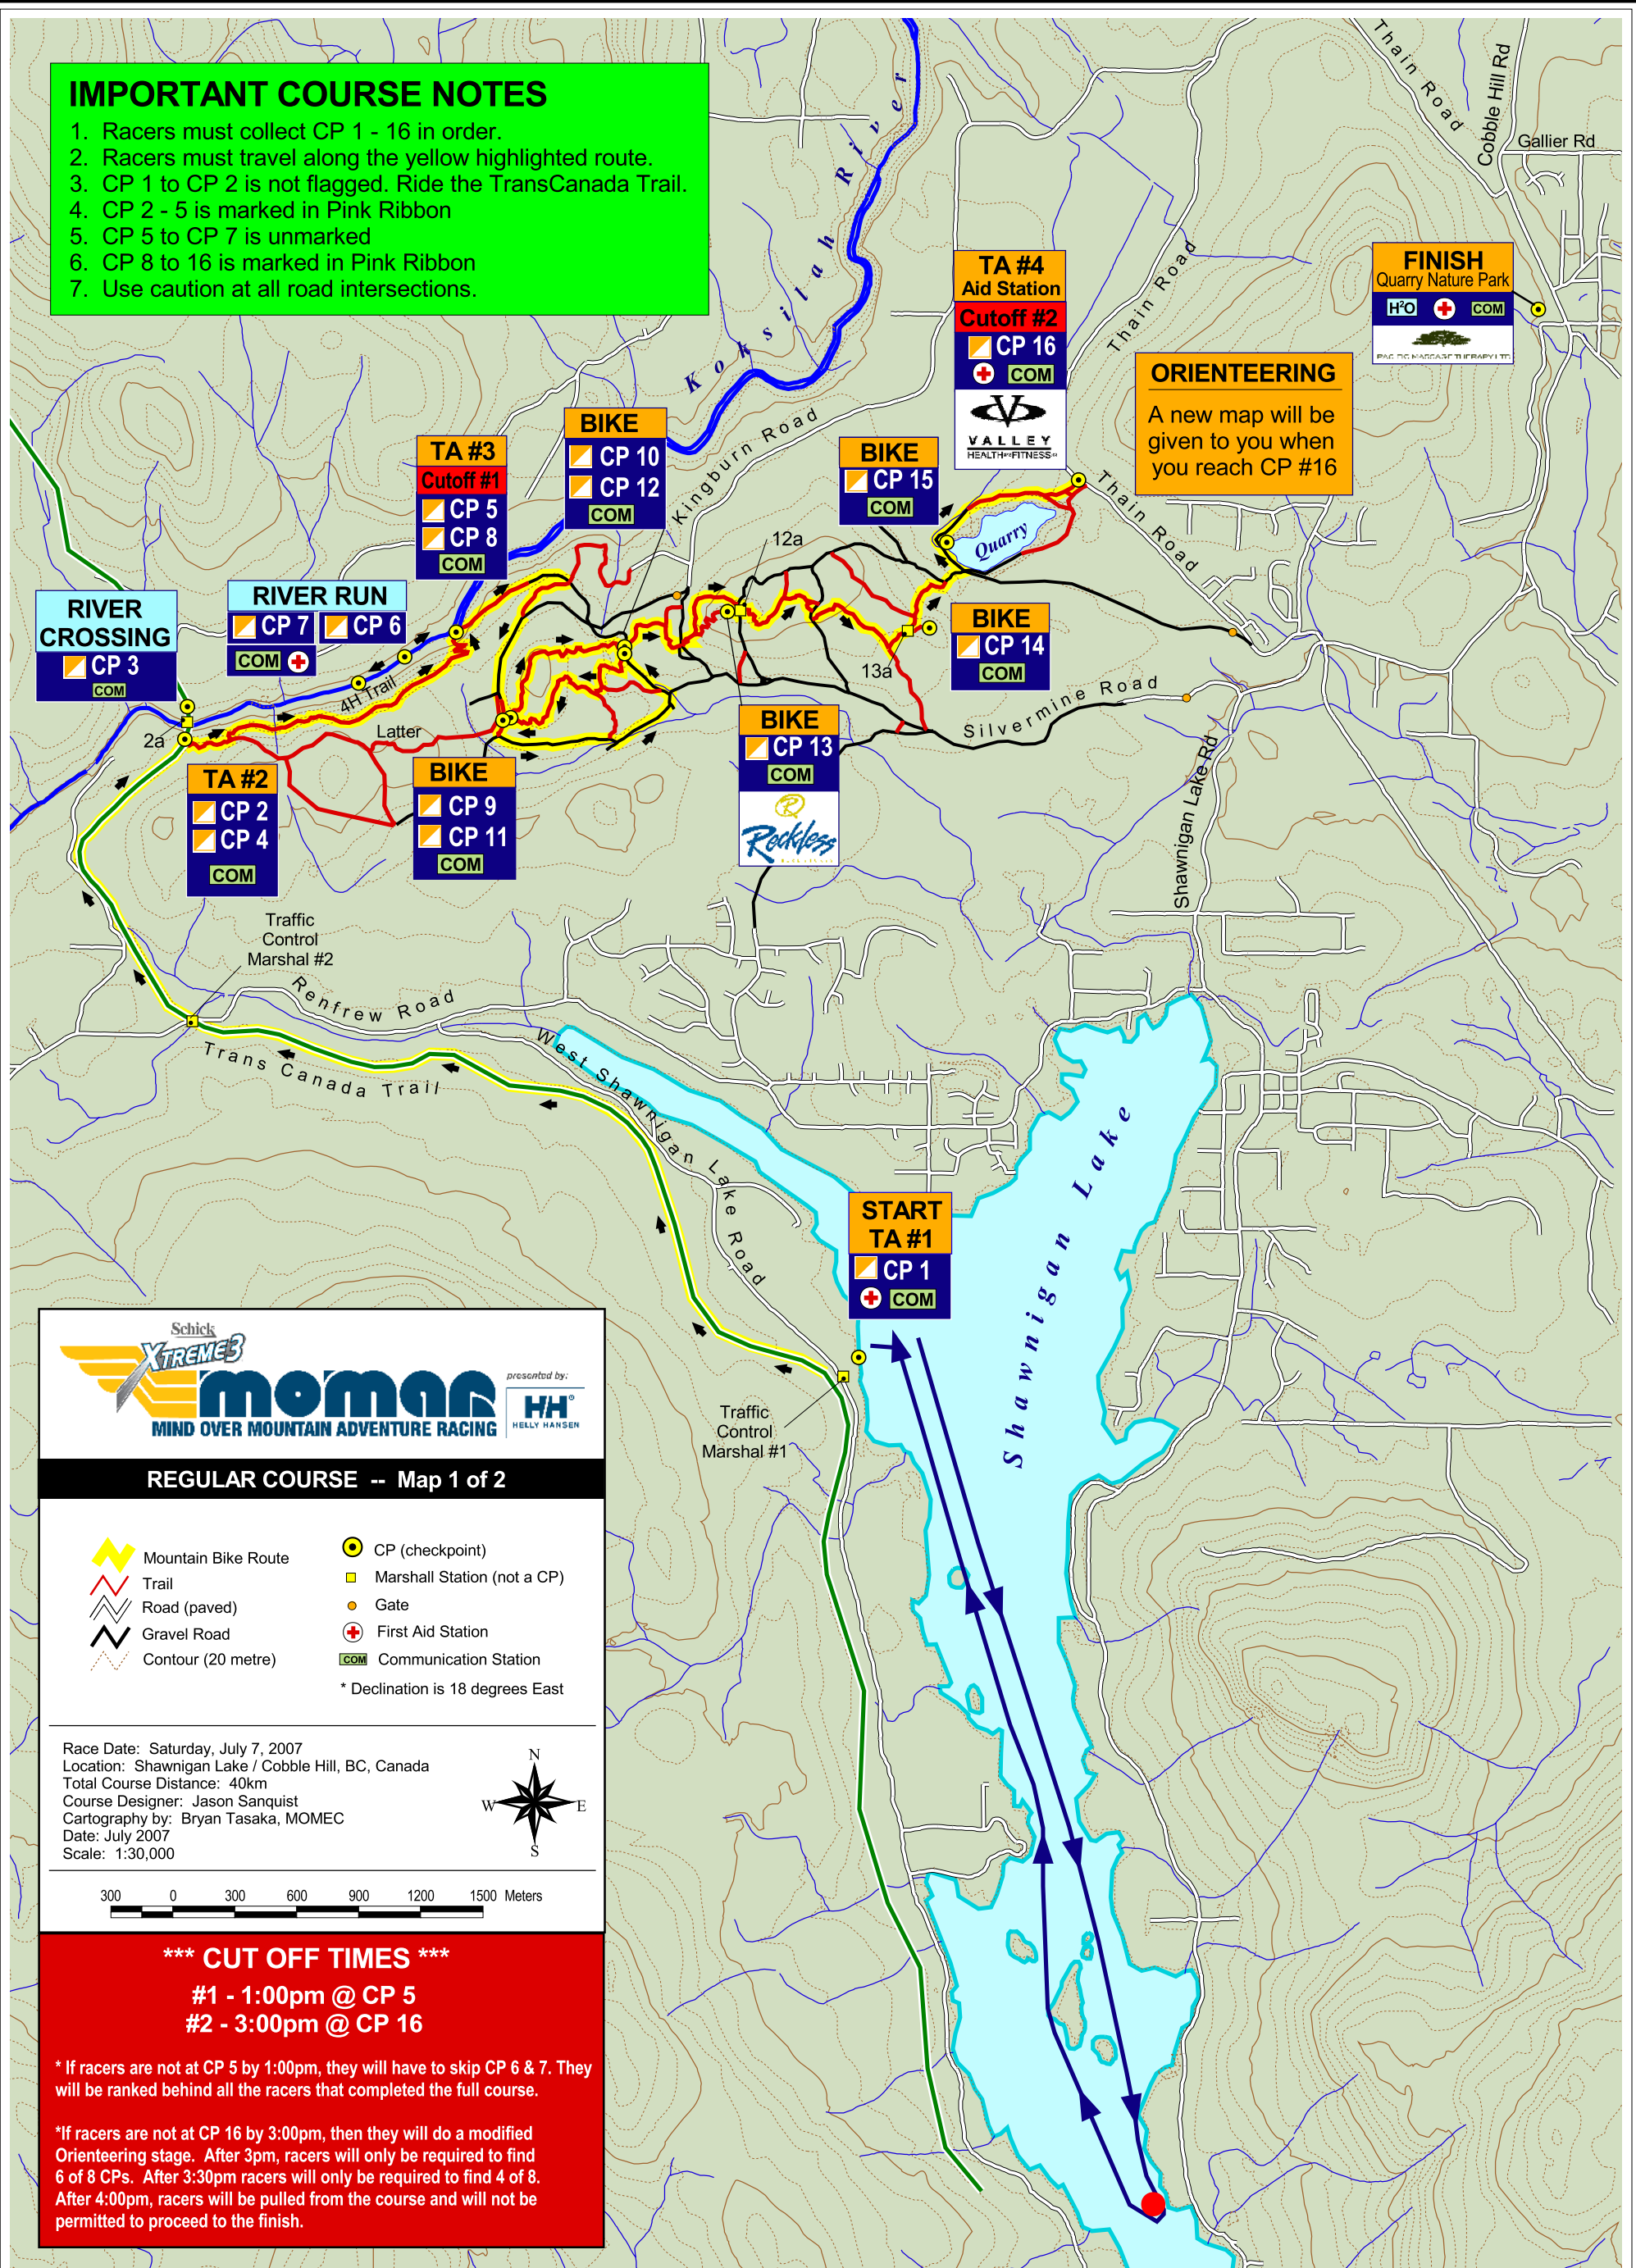 IMPORTANT COURSE NOTES
1. Racers must collect CP 1 - 16 in order.
2. Racers must travel along the yellow highlighted route.
3. CP 1 to CP 2 is not flagged. Ride the TransCanada Trail.
4. CP 2 - 5 is marked in Pink Ribbon
5. CP 5 to CP 7 is unmarked
6. CP 8 to 16 is marked in Pink Ribbon
7. Use caution at all road intersections.
Koksilah River
Thain Road
Cobble Hill Rd
Gallier Rd
Thain Road
FINISH
Quarry Nature Park
H²O
COM
PACIFIC MASSAGE THERAPY LTD
TA #4
Aid Station
Cutoff #2
CP 16
COM
VALLEY
HEALTH and FITNESS
ORIENTEERING
A new map will be
given to you when
you reach CP #16
BIKE
CP 10
CP 12
COM
Kingburn Road
TA #3
Cutoff #1
CP 5
CP 8
COM
BIKE
CP 15
COM
Thain Road
Quarry
12a
RIVER
CROSSING
CP 3
COM
RIVER RUN
CP 7
CP 6
COM
BIKE
CP 14
COM
13a
4H Trail
Latter
2a
Silvermine Road
Shawnigan Lake Rd
TA #2
CP 2
CP 4
COM
BIKE
CP 9
CP 11
COM
BIKE
CP 13
COM
R
Reckless
Traffic
Control
Marshal #2
Renfrew Road
Trans Canada Trail
West Shawnigan Lake Road
Shawnigan Lake
START
TA #1
CP 1
COM
Traffic
Control
Marshal #1
Schick
XTREME3
MOMAR
MIND OVER MOUNTAIN ADVENTURE RACING
presented by:
HH®
HELLY HANSEN
REGULAR COURSE -- Map 1 of 2
Mountain Bike Route
Trail
Road (paved)
Gravel Road
Contour (20 metre)
CP (checkpoint)
Marshall Station (not a CP)
Gate
First Aid Station
COM Communication Station
* Declination is 18 degrees East
Race Date: Saturday, July 7, 2007
Location: Shawnigan Lake / Cobble Hill, BC, Canada
Total Course Distance: 40km
Course Designer: Jason Sanquist
Cartography by: Bryan Tasaka, MOMEC
Date: July 2007
Scale: 1:30,000
N
W
E
S
300 0 300 600 900 1200 1500 Meters
*** CUT OFF TIMES ***
#1 - 1:00pm @ CP 5
#2 - 3:00pm @ CP 16
* If racers are not at CP 5 by 1:00pm, they will have to skip CP 6 & 7. They
will be ranked behind all the racers that completed the full course.
*If racers are not at CP 16 by 3:00pm, then they will do a modified
Orienteering stage. After 3pm, racers will only be required to find
6 of 8 CPs. After 3:30pm racers will only be required to find 4 of 8.
After 4:00pm, racers will be pulled from the course and will not be
permitted to proceed to the finish.